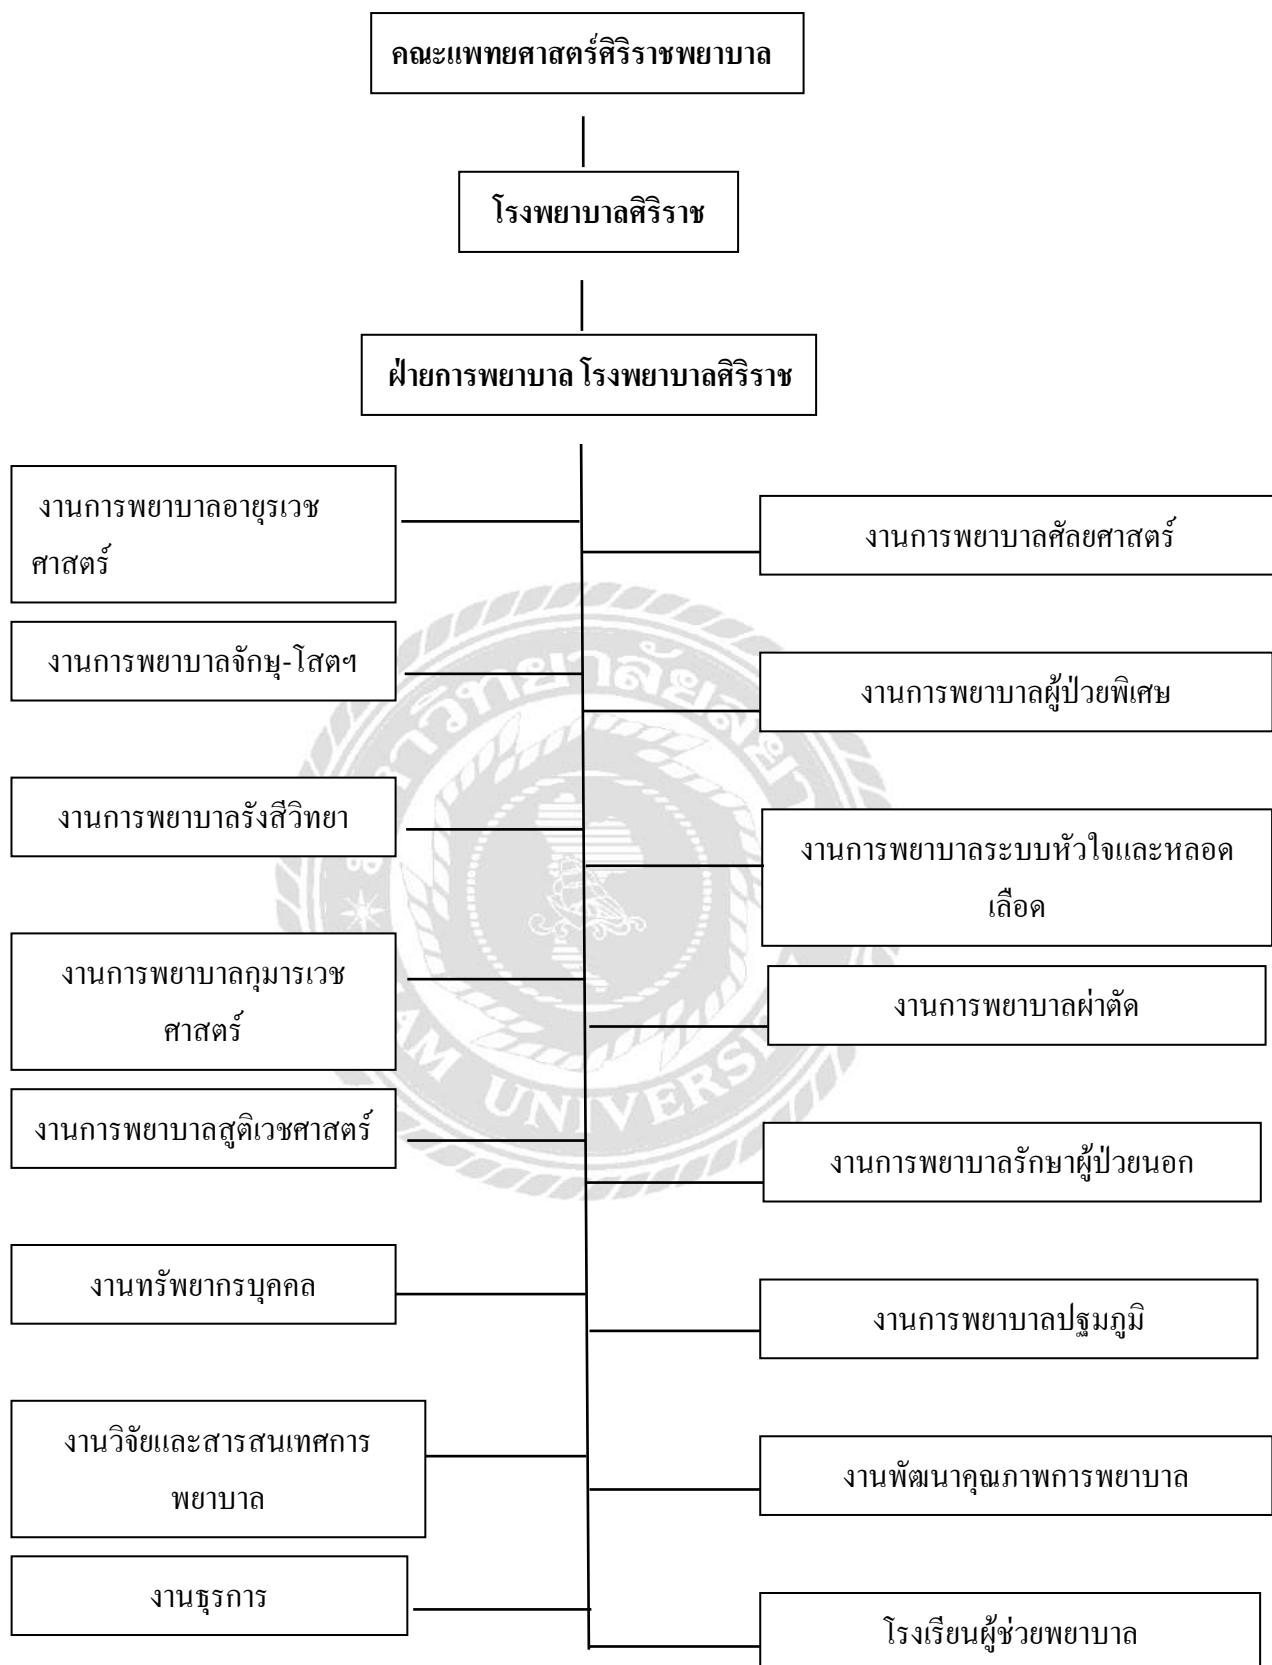 คณะแพทยศาสตร์ศิริราชพยาบาล
โรงพยาบาลศิริราช
ฝ่ายการพยาบาล โรงพยาบาลศิริราช
งานการพยาบาลอายุรเวช
ศาสตร์
งานการพยาบาลศัลยศาสตร์
งานการพยาบาลจักษุ-โสตฯ
งานการพยาบาลผู้ป่วยพิเศษ
งานการพยาบาลรังสีวิทยา
งานการพยาบาลระบบหัวใจและหลอด
เลือด
งานการพยาบาลกุมารเวช
ศาสตร์
งานการพยาบาลผ่าตัด
งานการพยาบาลสูติเวชศาสตร์
งานการพยาบาลรักษาผู้ป่วยนอก
งานทรัพยากรบุคคล
งานการพยาบาลปฐมภูมิ
งานวิจัยและสารสนเทศการ
พยาบาล
งานพัฒนาคุณภาพการพยาบาล
งานธุรการ
โรงเรียนผู้ช่วยพยาบาล
UNIVERSI